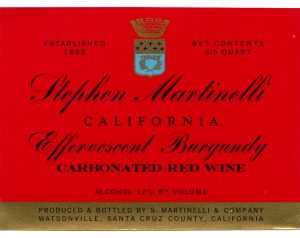 ESTABLISHED
1868
NET CONTENTS
4/5 QUART
Stephen Martinelli
CALIFORNIA
Effervescent Burgundy
CARBONATED RED WINE
ALCOHOL 12% BY VOLUME
PRODUCED & BOTTLED BY S. MARTINELLI & COMPANY
WATSONVILLE, SANTA CRUZ COUNTY, CALIFORNIA